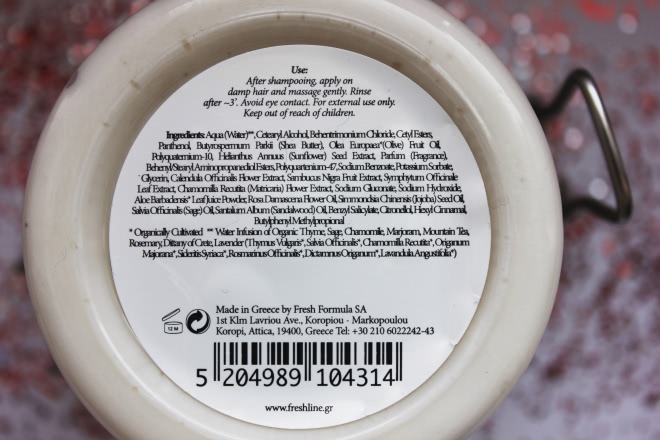 Use:
After shampooing, apply on
damp hair and massage gently. Rinse
after ~3'. Avoid eye contact. For external use only.
Keep out of reach of children.
Ingredients: Aqua (Water)**, Cetearyl Alcohol, Behentrimonium Chloride, Cetyl Esters,
Panthenol, Butyrospermum Parkii (Shea Butter), Olea Europaea*(Olive) Fruit Oil,
Polyquaternium-10, Helianthus Annuus (Sunflower) Seed Extract, Parfum (Fragrance),
Behenyl/Stearyl Aminopropanediol Esters, Polyquarternium-47, Sodium Benzoate, Potassium Sorbate,
Glycerin, Calendula Officinalis Flower Extract, Sambucus Nigra Fruit Extract, Symphytum Officinale
Leaf Extract, Chamomilla Recutita (Matricaria) Flower Extract, Sodium Gluconate, Sodium Hydroxide,
Aloe Barbadensis* Leaf Juice Powder, Rosa Damascena Flower Oil, Simmondsia Chinensis (Jojoba) Seed Oil,
Salvia Officinalis (Sage) Oil, Santalum Album (Sandalwood) Oil, Benzyl Salicylate, Citronellol, Hexyl Cinnamal,
Butylphenyl Methylpropional
* Organically Cultivated ** Water Infusion of Organic Thyme, Sage, Chamomile, Marjoram, Mountain Tea,
Rosemary, Dittany of Crete, Lavender (Thymus Vulgaris*, Salvia Officinalis*, Chamomilla Recutita*, Origanum
Majorana*, Sideritis Syriaca*, Rosmarinus Officinalis*, Dictamnus Origanum*, Lavandula Angustifolia*)
12 M
Made in Greece by Fresh Formula SA
1st Klm Lavriou Ave., Koropiou - Markopoulou
Koropi, Attica, 19400, Greece Tel: +30 210 6022242-43
5 204989 104314
www.freshline.gr